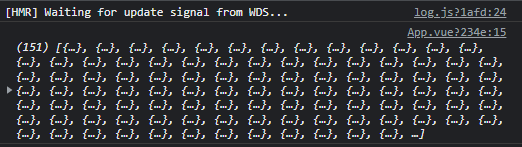 [HMR] Waiting for update signal from WDS... log.js?1afd:24
App.vue?234e:15
(151) [{…}, {…}, {…}, {…}, {…}, {…}, {…}, {…}, {…}, {…}, {…}, {…}, {…},
{…}, {…}, {…}, {…}, {…}, {…}, {…}, {…}, {…}, {…}, {…}, {…}, {…}, {…}, {…},
{…}, {…}, {…}, {…}, {…}, {…}, {…}, {…}, {…}, {…}, {…}, {…}, {…}, {…}, {…},
{…}, {…}, {…}, {…}, {…}, {…}, {…}, {…}, {…}, {…}, {…}, {…}, {…}, {…}, {…},
{…}, {…}, {…}, {…}, {…}, {…}, {…}, {…}, {…}, {…}, {…}, {…}, {…}, {…}, {…},
{…}, {…}, {…}, {…}, {…}, {…}, {…}, {…}, {…}, {…}, {…}, {…}, {…}, {…}, {…},
{…}, {…}, {…}, {…}, {…}, {…}, {…}, {…}, {…}, {…}, {…}, {…}, …]